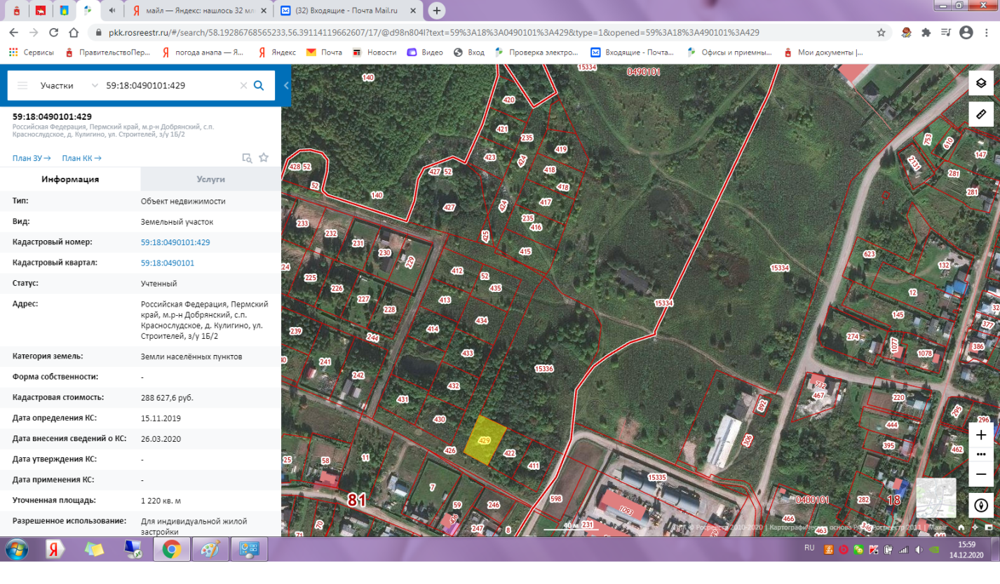 майл — Яндекс: нашлось 32 мл
(32) Входящие - Почта Mail.ru
pkk.rosreestr.ru/#/search/58.19286768565233,56.39114119662607/17/@d98n804l?text=59%3A18%3A0490101%3A429&type=1&opened=59%3A18%3A490101%3A429
Сервисы
ПравительствоПер...
погода анапа — Я...
Яндекс
Почта
Новости
Видео
Вход
Проверка электро...
Входящие - Почта...
Офисы и приемны...
Мои документы |...
Участки
59:18:0490101:429
59:18:0490101:429
Российская Федерация, Пермский край, м.р-н Добрянский, с.п.
Краснослудское, д. Кулигино, ул. Строителей, з/у 1Б/2
План ЗУ →
План КК →
Информация
Услуги
Тип:
Объект недвижимости
Вид:
Земельный участок
Кадастровый номер:
59:18:0490101:429
Кадастровый квартал:
59:18:0490101
Статус:
Учтенный
Адрес:
Российская Федерация, Пермский
край, м.р-н Добрянский, с.п.
Краснослудское, д. Кулигино, ул.
Строителей, з/у 1Б/2
Категория земель:
Земли населённых пунктов
Форма собственности:
-
Кадастровая стоимость:
288 627,6 руб.
Дата определения КС:
15.11.2019
Дата внесения сведений о КС:
26.03.2020
Дата утверждения КС:
-
Дата применения КС:
-
Уточненная площадь:
1 220 кв. м
Разрешенное использование:
Для индивидуальной жилой
застройки
140
15334
0490101
420
421
235
419
423
424
418
428 52
427 52
52
140
418
427
424
417
235
416
425
415
233
232
231
230
229
225
226
227
228
239
244
241
242
412
52
435
413
434
414
433
432
431
430
429
426
422
411
15336
15334
15334
753
610
147
2131
281
281
623
132
12
145
377
274
1077
1078
386
732
467
220
295
296
444
395
462
892
306
58
11
7
59
246
247
8
81
70
71
598
15335
1093
231
0400101
282
18
466
463
40 м
© Росреестр 2010-2020 | Картографическая основа Росреестр 2011 | Maxar
RU
15:59
14.12.2020